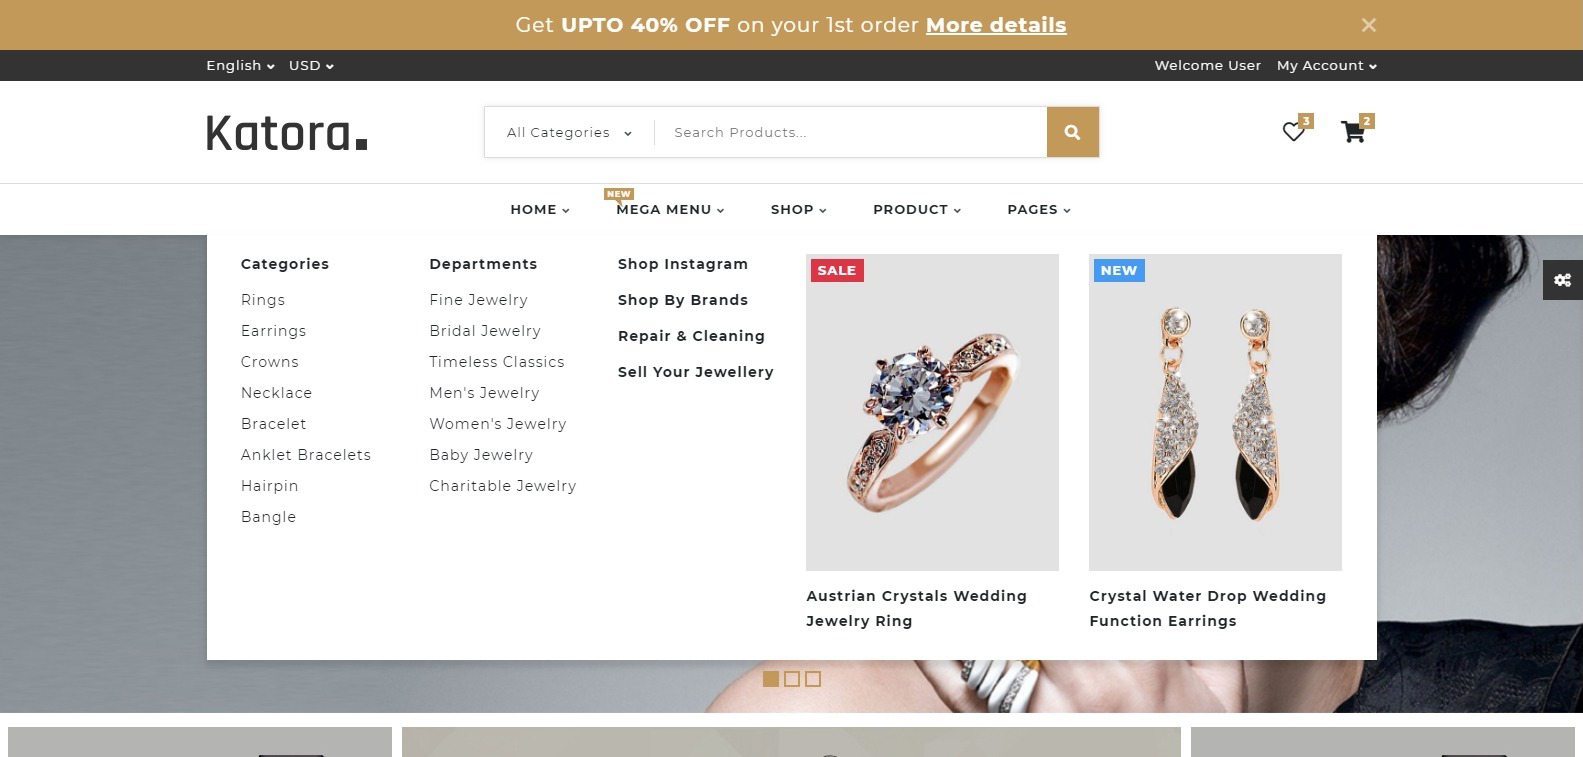 Get UPTO 40% OFF on your 1st order More details
English USD
Welcome User My Account
Katora.
All Categories
Search Products...
3
2
NEW
HOME
MEGA MENU
SHOP
PRODUCT
PAGES
Categories
Rings
Earrings
Crowns
Necklace
Bracelet
Anklet Bracelets
Hairpin
Bangle
Departments
Fine Jewelry
Bridal Jewelry
Timeless Classics
Men's Jewelry
Women's Jewelry
Baby Jewelry
Charitable Jewelry
Shop Instagram
Shop By Brands
Repair & Cleaning
Sell Your Jewellery
SALE
Austrian Crystals Wedding
Jewelry Ring
NEW
Crystal Water Drop Wedding
Function Earrings